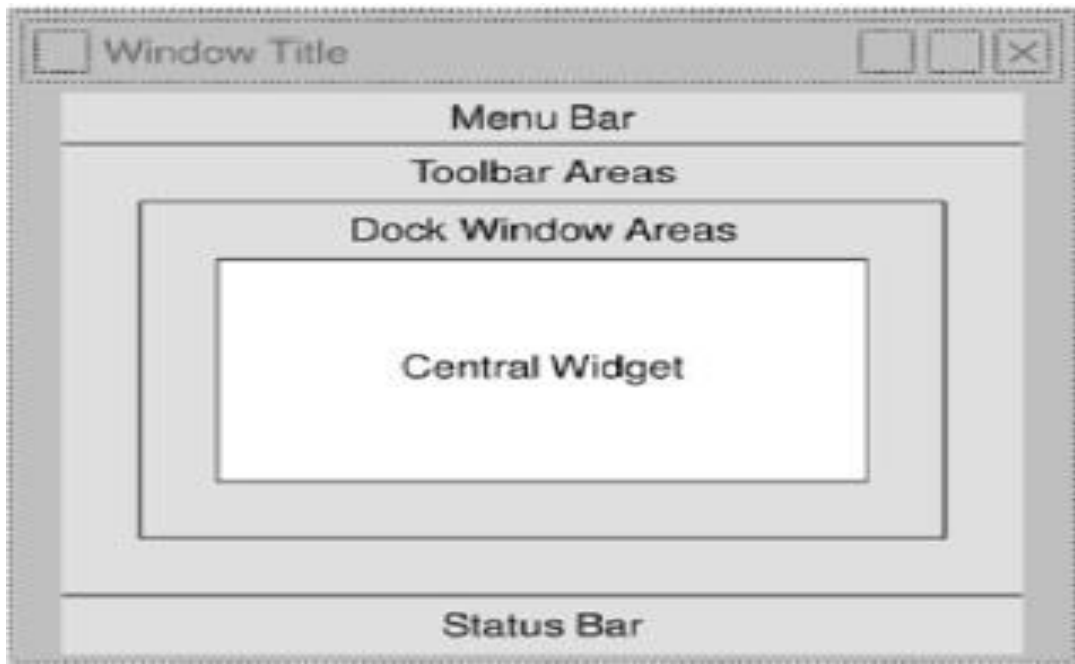 Window Title
Menu Bar
Toolbar Areas
Dock Window Areas
Central Widget
Status Bar